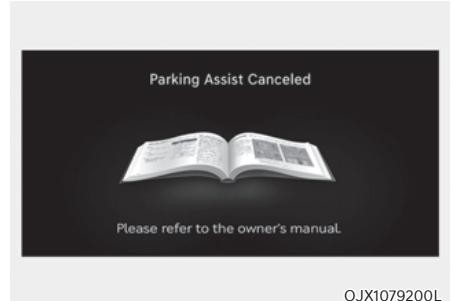 Parking Assist Canceled
Please refer to the owner's manual.
OJX1079200L